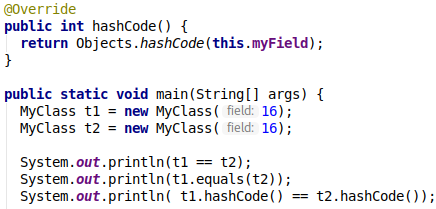 @Override
public int hashCode() {
  return Objects.hashCode(this.myField);
}

public static void main(String[] args) {
  MyClass t1 = new MyClass( field: 16);
  MyClass t2 = new MyClass( field: 16);

  System.out.println(t1 == t2);
  System.out.println(t1.equals(t2));
  System.out.println( t1.hashCode() == t2.hashCode());